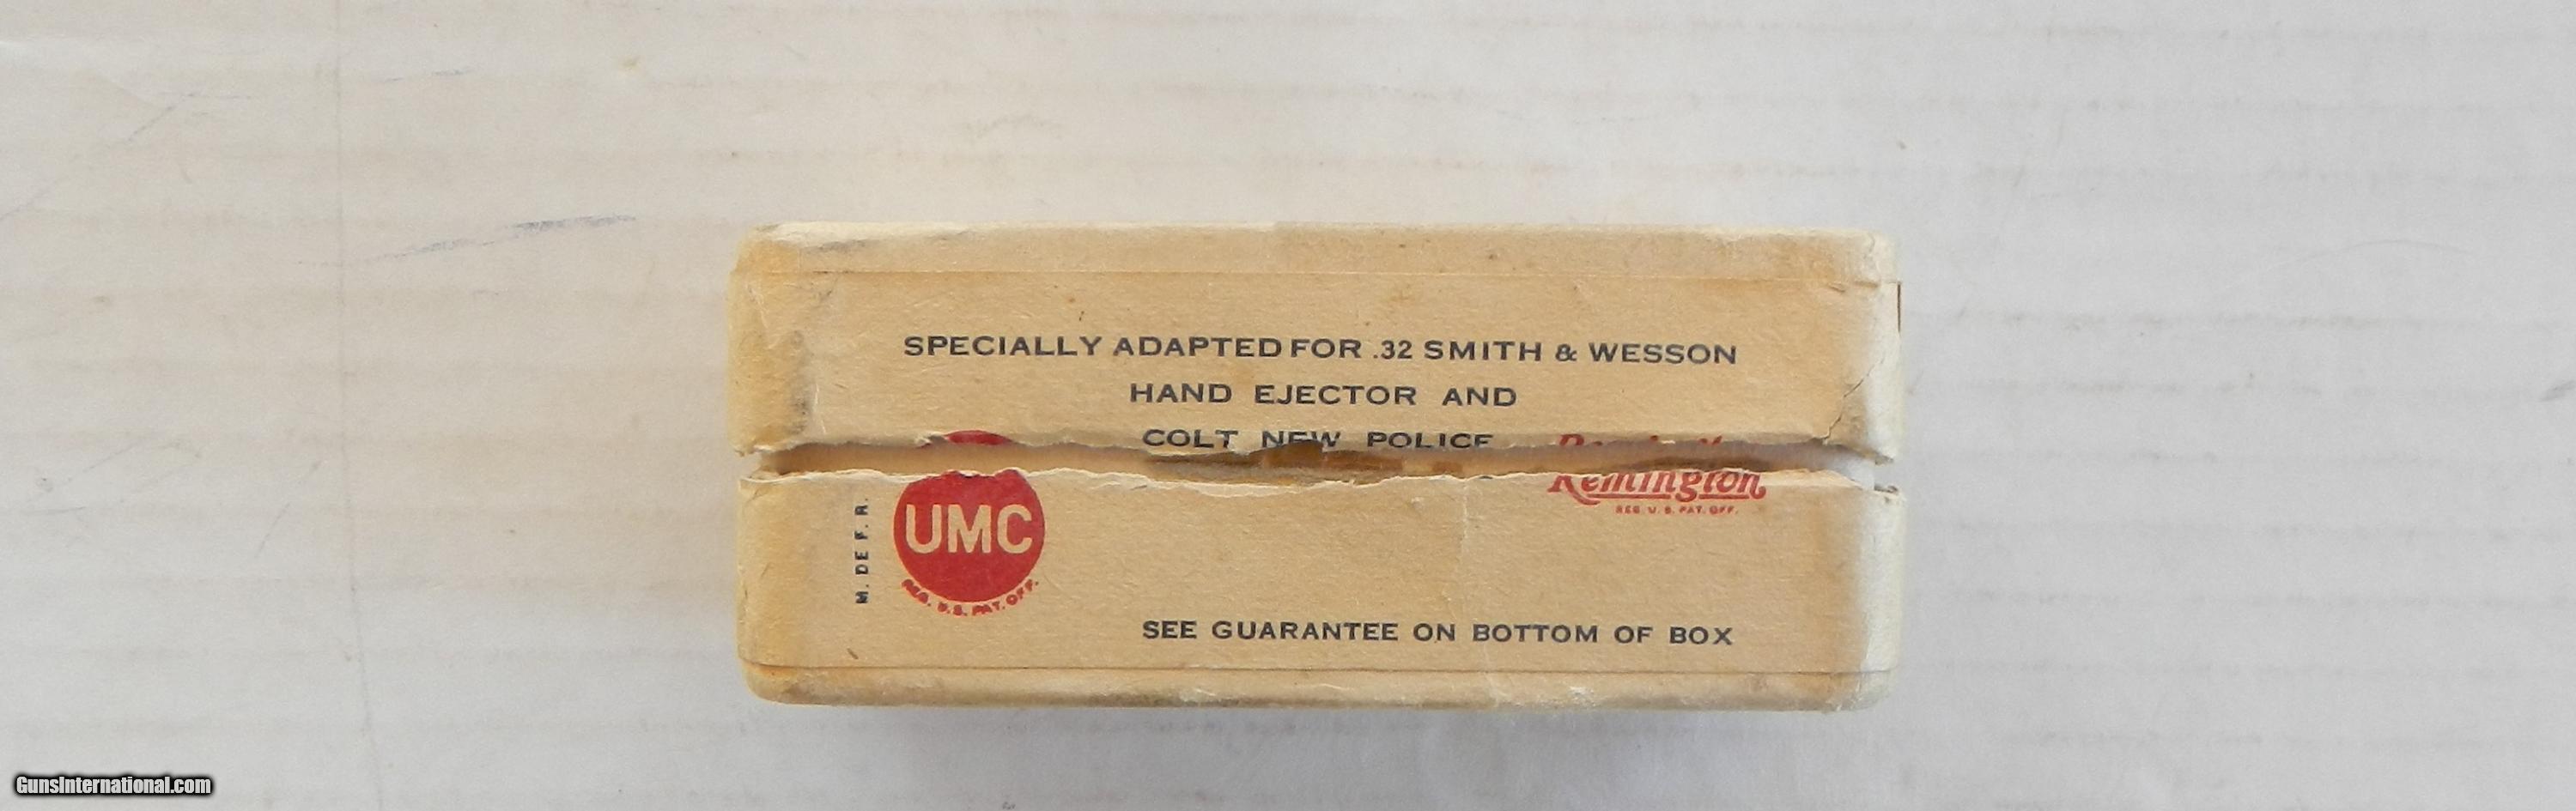 SPECIALLY ADAPTED FOR .32 SMITH & WESSON
HAND EJECTOR AND
COLT NEW POLICE
Remington
REG. U. S. PAT. OFF.
M. DE F. R.
UMC
REG. U.S. PAT. OFF.
SEE GUARANTEE ON BOTTOM OF BOX
GunsInternational.com